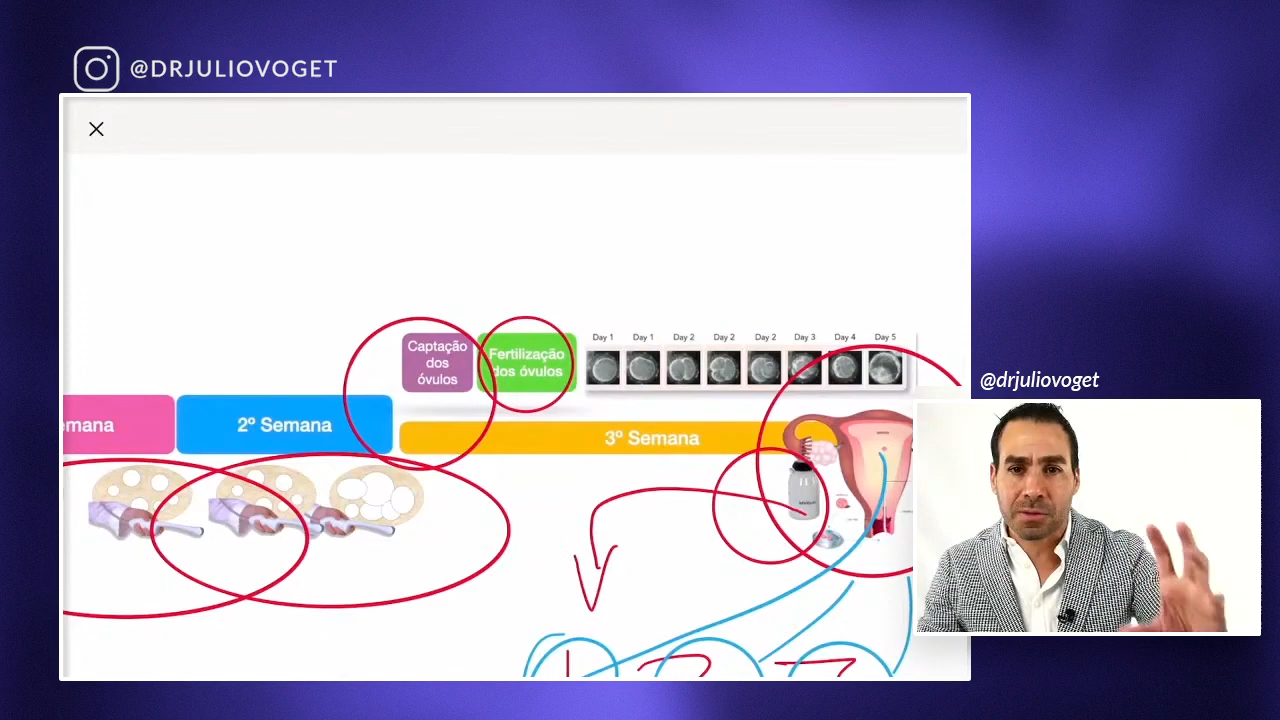 @DRJULIOVOGET
Captação
dos
óvulos
Fertilização
dos óvulos
Day 1
Day 1
Day 2
Day 2
Day 2
Day 3
Day 4
Day 5
emana
2º Semana
3º Semana
@drjuliovoget